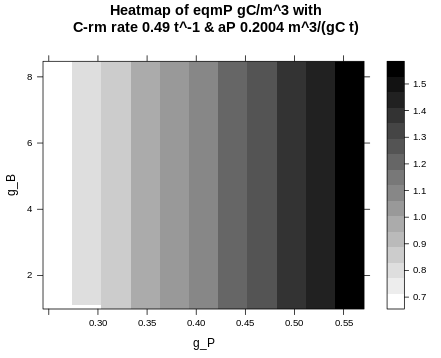 Heatmap of eqmP gC/m^3 with
C-rm rate 0.49 t^-1 & aP 0.2004 m^3/(gC t)
8
6
4
2
g_B
0.30 0.35 0.40 0.45 0.50 0.55
g_P
1.5
1.4
1.3
1.2
1.1
1.0
0.9
0.8
0.7